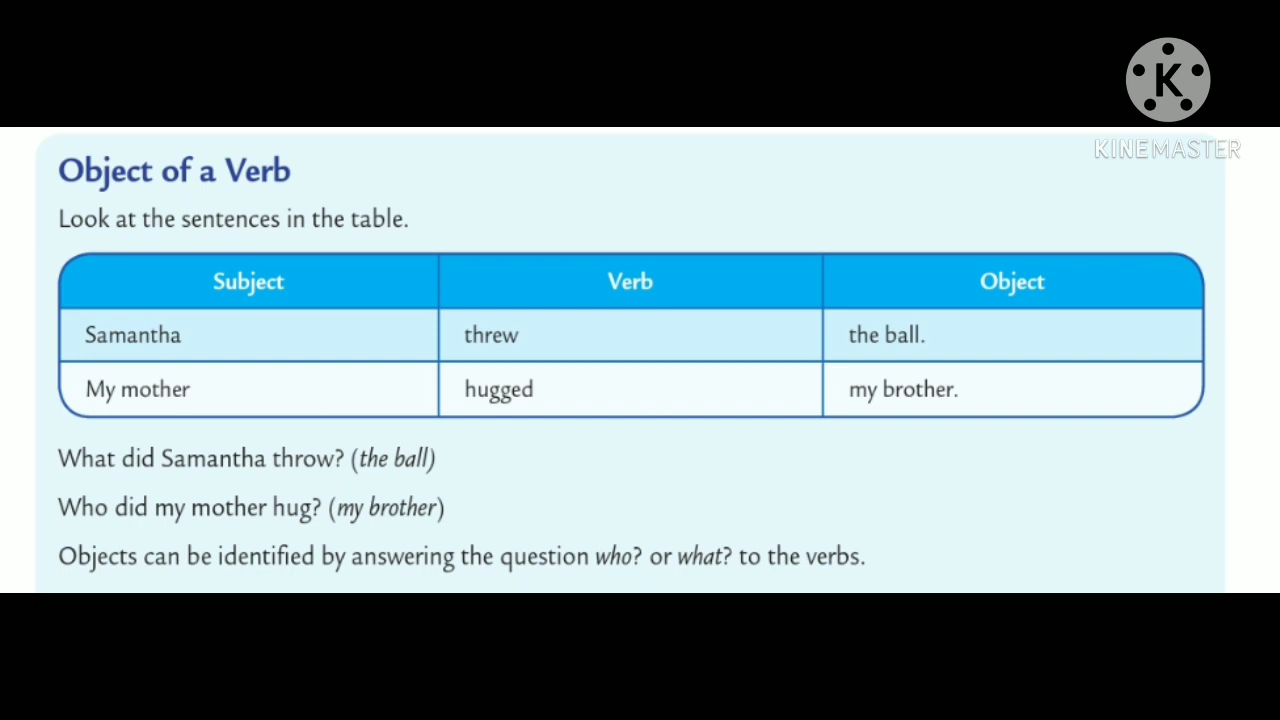 K
KINEMASTER
Object of a Verb
Look at the sentences in the table.
Subject Verb Object
Samantha threw the ball.
My mother hugged my brother.
What did Samantha throw? (the ball)
Who did my mother hug? (my brother)
Objects can be identified by answering the question who? or what? to the verbs.